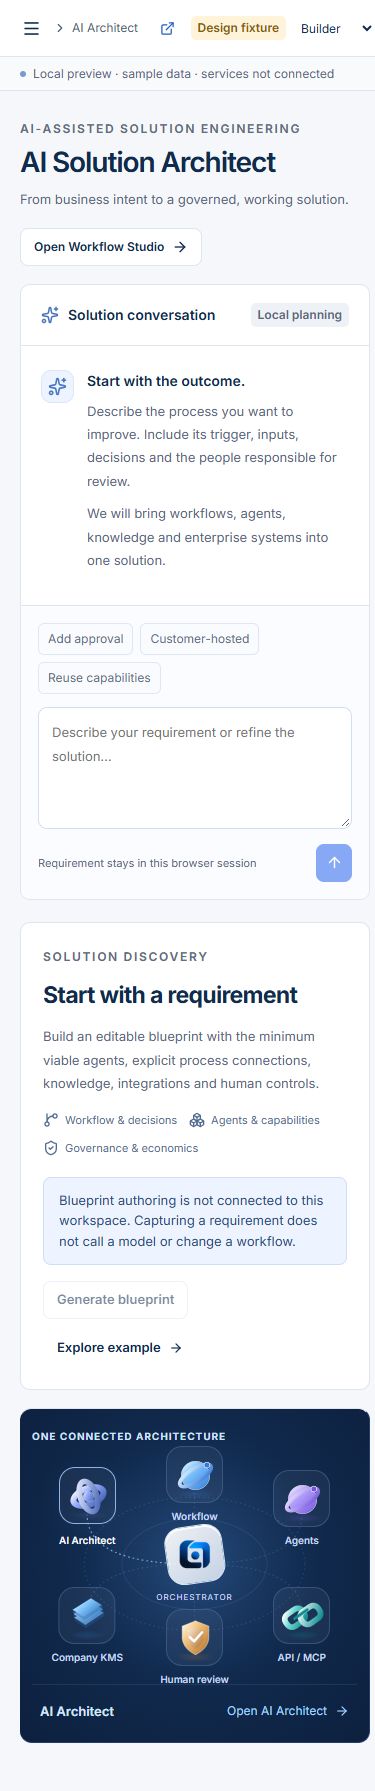 AI Architect
Design fixture
Builder
Local preview · sample data · services not connected
AI-ASSISTED SOLUTION ENGINEERING
AI Solution Architect
From business intent to a governed, working solution.
Open Workflow Studio
Solution conversation
Local planning
Start with the outcome.
Describe the process you want to
improve. Include its trigger, inputs,
decisions and the people responsible for
review.
We will bring workflows, agents,
knowledge and enterprise systems into
one solution.
Add approval
Customer-hosted
Reuse capabilities
Describe your requirement or refine the
solution...
Requirement stays in this browser session
SOLUTION DISCOVERY
Start with a requirement
Build an editable blueprint with the minimum
viable agents, explicit process connections,
knowledge, integrations and human controls.
Workflow & decisions
Agents & capabilities
Governance & economics
Blueprint authoring is not connected to this
workspace. Capturing a requirement does
not call a model or change a workflow.
Generate blueprint
Explore example
ONE CONNECTED ARCHITECTURE
Workflow
AI Architect
Agents
ORCHESTRATOR
Company KMS
API / MCP
Human review
AI Architect
Open AI Architect